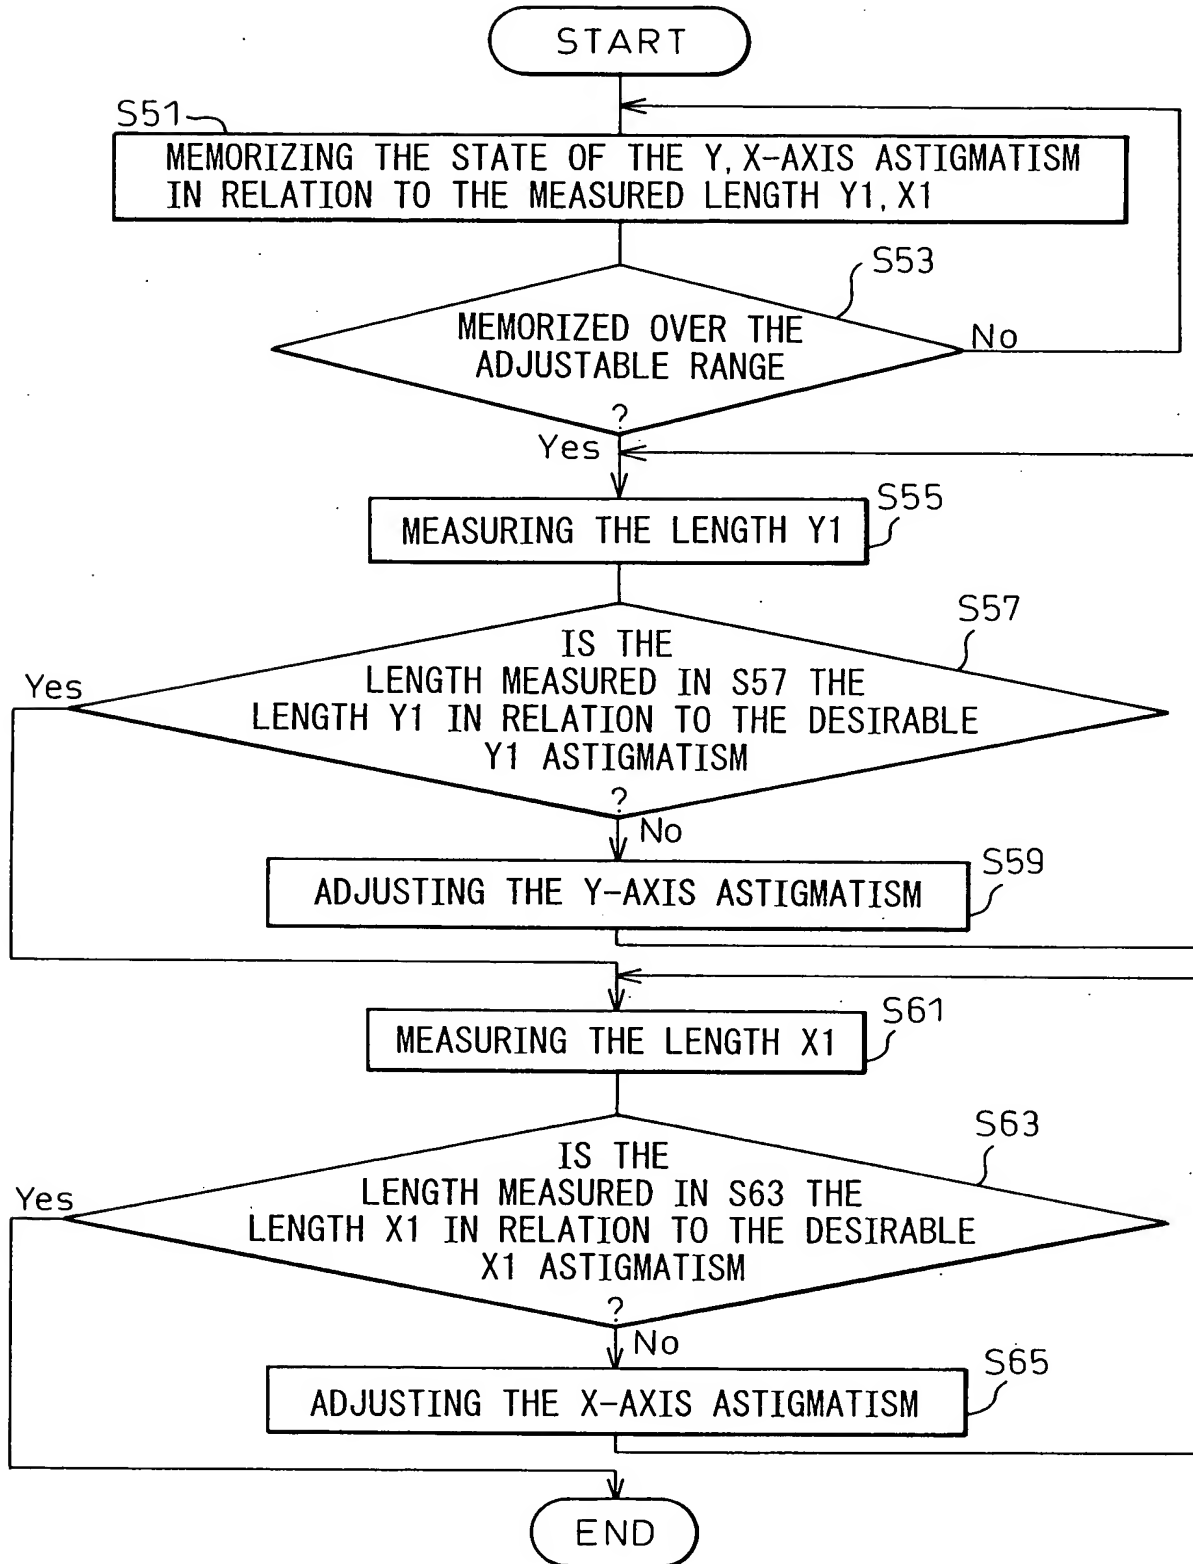 START
S51
MEMORIZING THE STATE OF THE Y, X-AXIS ASTIGMATISM
IN RELATION TO THE MEASURED LENGTH Y1, X1
S53
MEMORIZED OVER THE
ADJUSTABLE RANGE
?
No
Yes
S55
MEASURING THE LENGTH Y1
S57
IS THE
LENGTH MEASURED IN S57 THE
LENGTH Y1 IN RELATION TO THE DESIRABLE
Y1 ASTIGMATISM
?
Yes
No
S59
ADJUSTING THE Y-AXIS ASTIGMATISM
S61
MEASURING THE LENGTH X1
S63
IS THE
LENGTH MEASURED IN S63 THE
LENGTH X1 IN RELATION TO THE DESIRABLE
X1 ASTIGMATISM
?
Yes
No
S65
ADJUSTING THE X-AXIS ASTIGMATISM
END